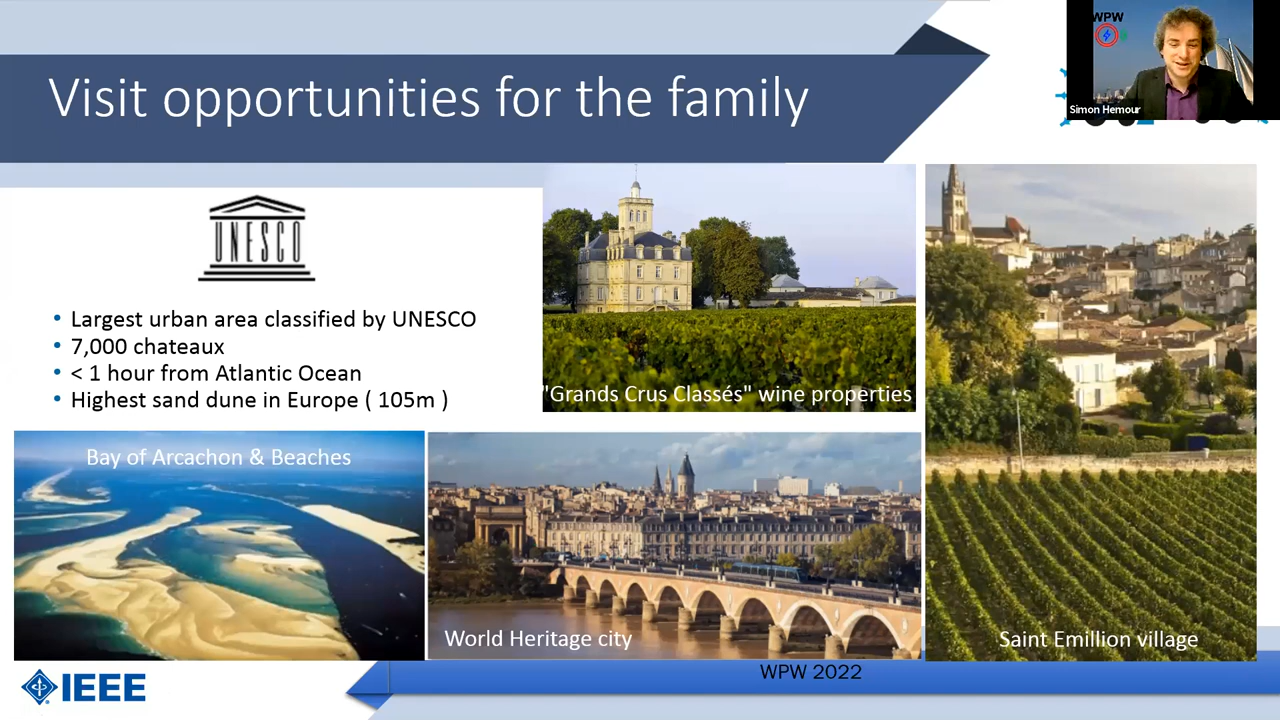 Visit opportunities for the family
WPW
Simon Hemour
UNESCO
• Largest urban area classified by UNESCO
• 7,000 chateaux
• < 1 hour from Atlantic Ocean
• Highest sand dune in Europe ( 105m )
"Grands Crus Classés" wine properties
Bay of Arcachon & Beaches
World Heritage city
Saint Emillion village
IEEE
WPW 2022